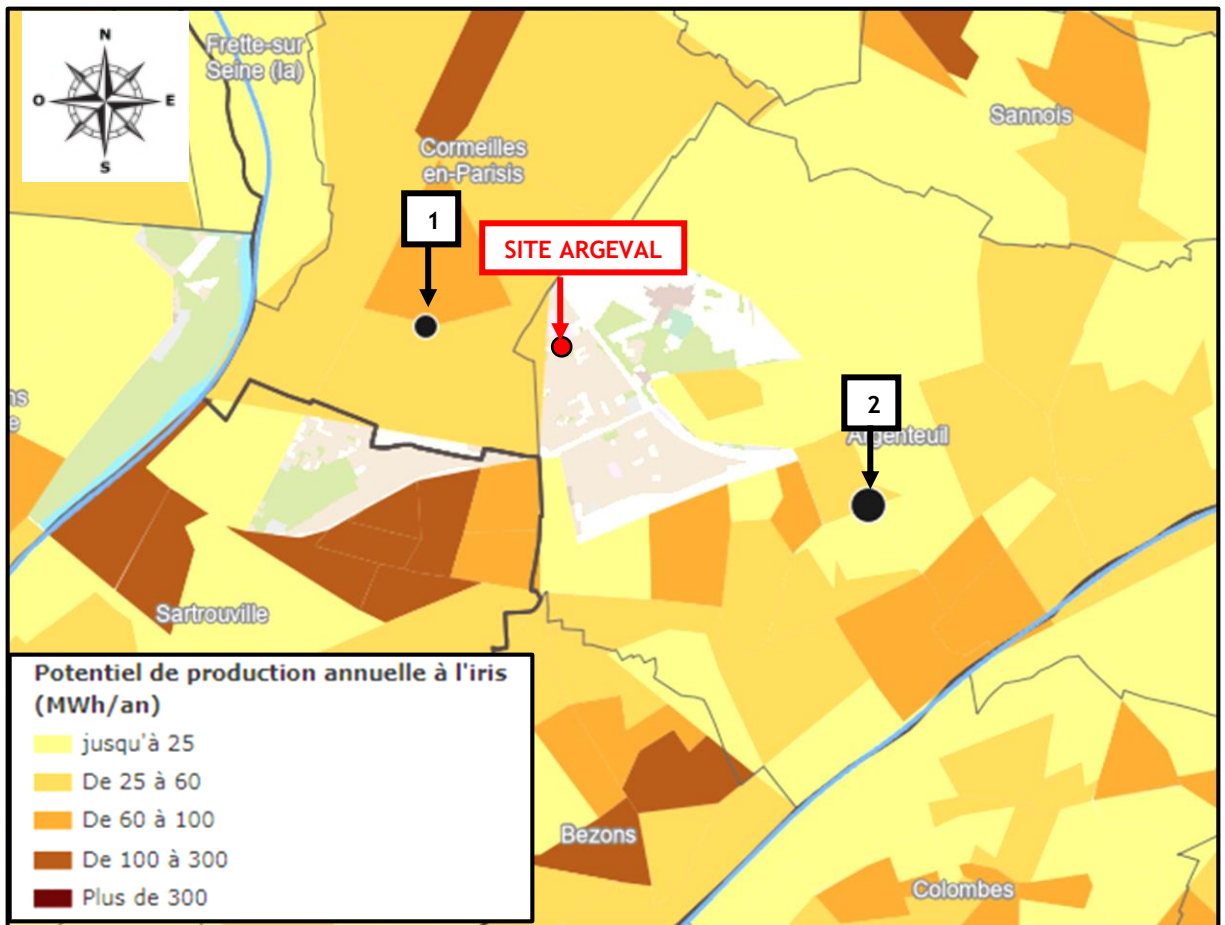 N
O
E
S
Frette-sur
Seine (la)
Cormeilles
en-Parisis
Sannois
1
SITE ARGEVAL
2
Argenteuil
Sartrouville
Bezons
Colombes
Potentiel de production annuelle à l'iris
(MWh/an)
jusqu'à 25
De 25 à 60
De 60 à 100
De 100 à 300
Plus de 300